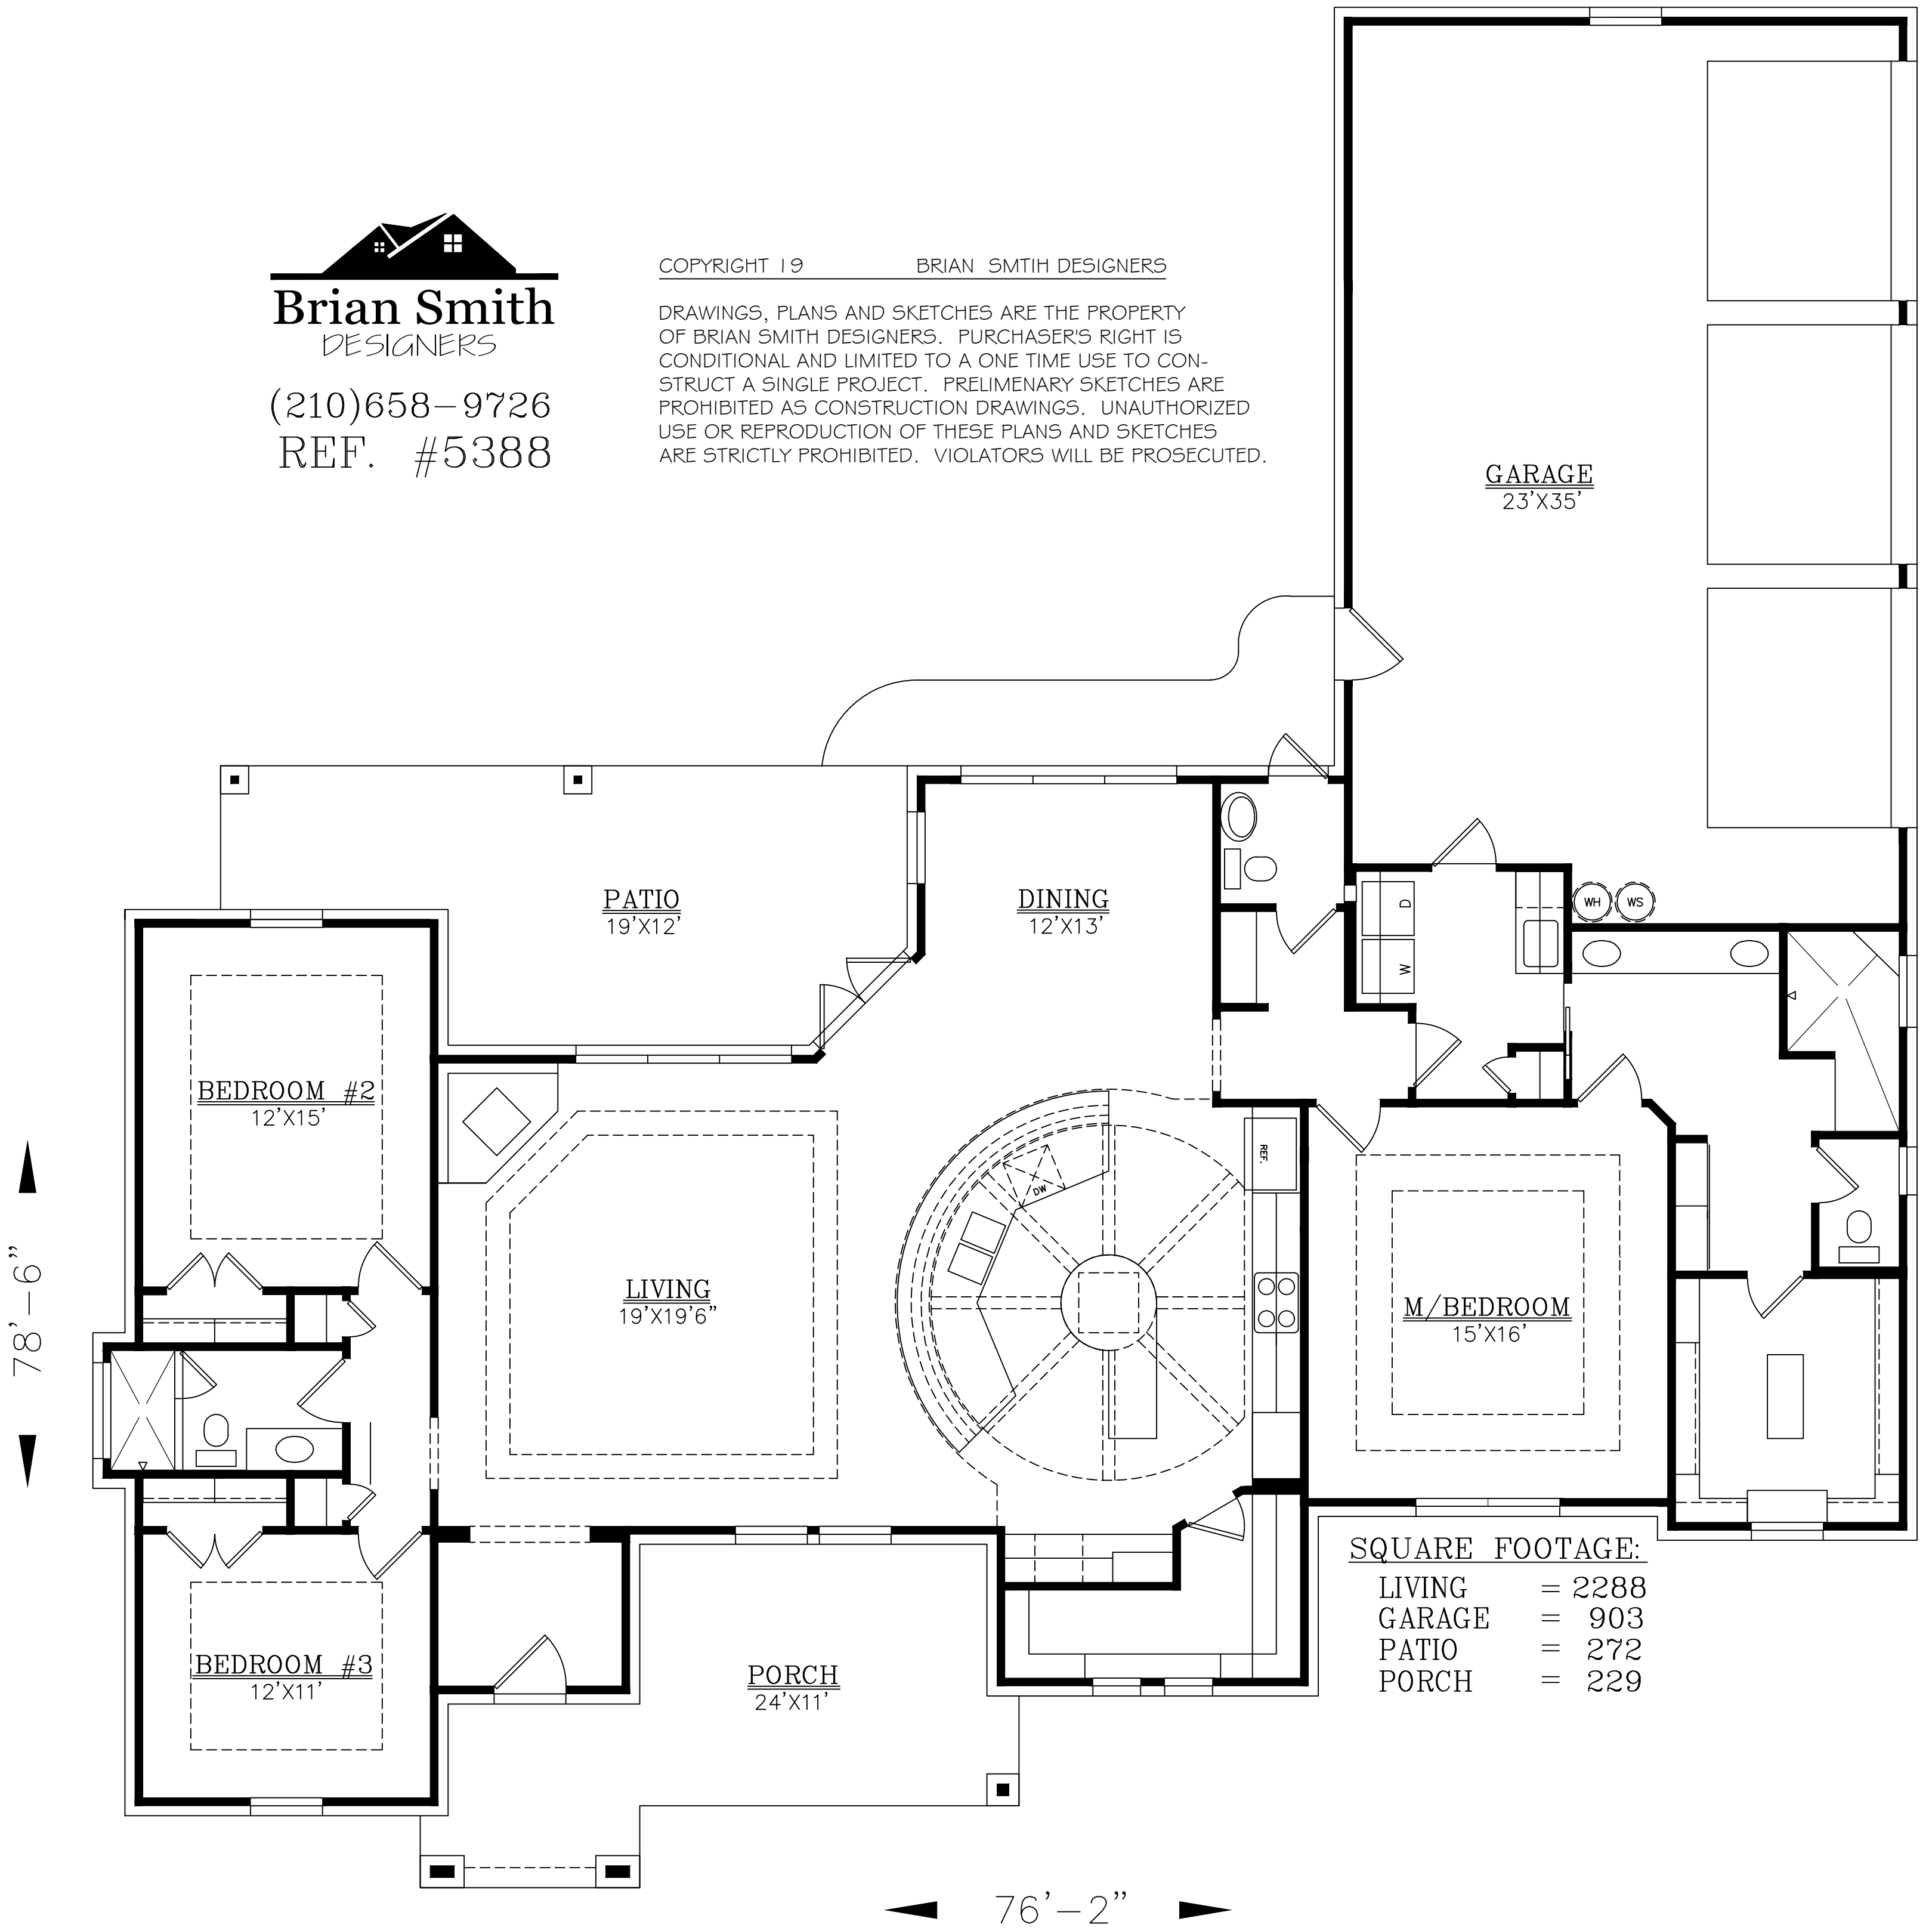 Brian Smith
DESIGNERS
(210)658-9726
REF. #5388
COPYRIGHT 19 BRIAN SMTIH DESIGNERS
DRAWINGS, PLANS AND SKETCHES ARE THE PROPERTY
OF BRIAN SMITH DESIGNERS. PURCHASER'S RIGHT IS
CONDITIONAL AND LIMITED TO A ONE TIME USE TO CON-
STRUCT A SINGLE PROJECT. PRELIMENARY SKETCHES ARE
PROHIBITED AS CONSTRUCTION DRAWINGS. UNAUTHORIZED
USE OR REPRODUCTION OF THESE PLANS AND SKETCHES
ARE STRICTLY PROHIBITED. VIOLATORS WILL BE PROSECUTED.
GARAGE
23'X35'
PATIO
19'X12'
DINING
12'X13'
D
W
WH
WS
BEDROOM #2
12'X15'
REF.
DW
LIVING
19'X19'6"
M/BEDROOM
15'X16'
78'-6"
BEDROOM #3
12'X11'
PORCH
24'X11'
SQUARE FOOTAGE:
LIVING = 2288
GARAGE = 903
PATIO = 272
PORCH = 229
76'-2"